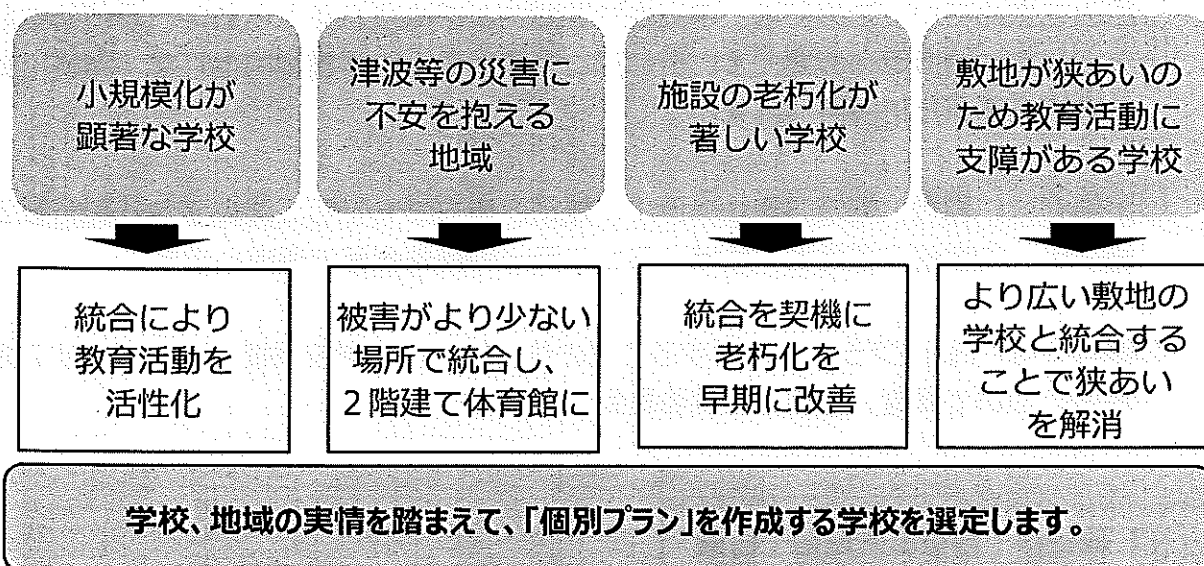 小規模化が
顕著な学校
津波等の災害に
不安を抱える
地域
施設の老朽化が
著しい学校
敷地が狭あいの
ため教育活動に
支障がある学校
統合により
教育活動を
活性化
被害がより少ない
場所で統合し、
２階建て体育館に
統合を契機に
老朽化を
早期に改善
より広い敷地の
学校と統合する
ことで狭あい
を解消
学校、地域の実情を踏まえて、「個別プラン」を作成する学校を選定します。